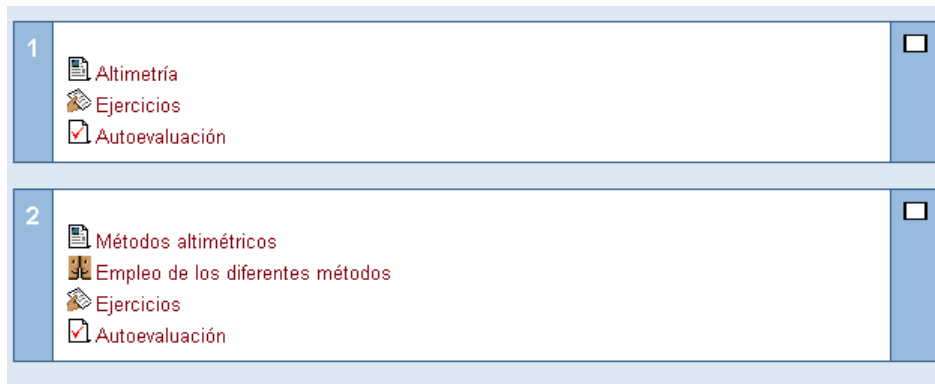 1
Altimetría
Ejercicios
Autoevaluación
2
Métodos altimétricos
Empleo de los diferentes métodos
Ejercicios
Autoevaluación